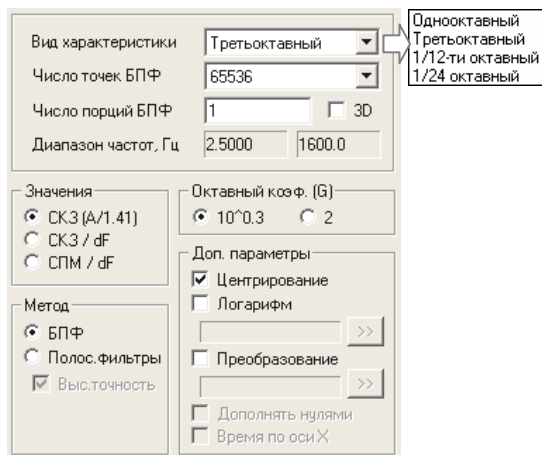 Вид характеристики
Третьоктавный
Однооктавный
Третьоктавный
1/12-ти октавный
1/24 октавный
Число точек БПФ
65536
Число порций БПФ
1
3D
Диапазон частот, Гц
2.5000
1600.0
Значения
СКЗ (А/1.41)
СКЗ / dF
СПМ / dF
Октавный коэф. (G)
10^0.3
2
Метод
БПФ
Полос.фильтры
Выс.точность
Доп. параметры
Центрирование
Логарифм
>>
Преобразование
>>
Дополнять нулями
Время по оси X